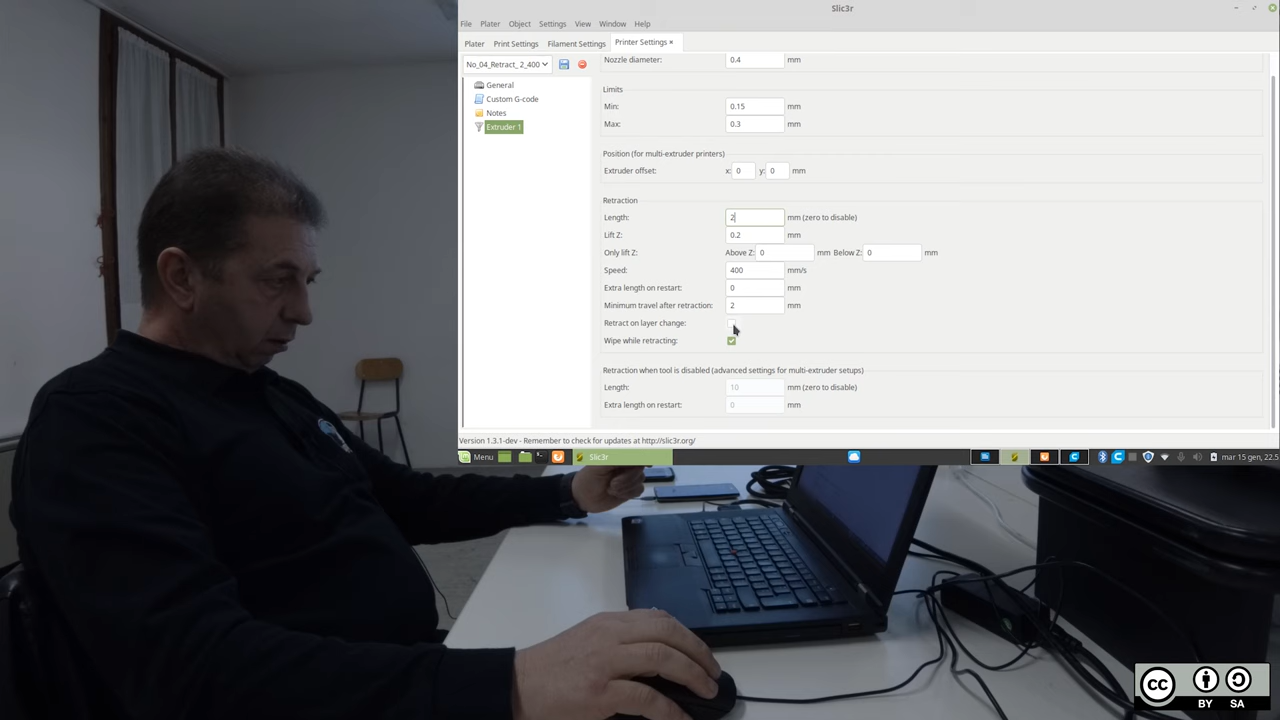 Slic3r
File Plater Object Settings View Window Help
Plater Print Settings Filament Settings Printer Settings ×
No_04_Retract_ 2_400
General
Custom G-code
Notes
Extruder 1
Nozzle diameter: 0.4 mm
Limits
Min: 0.15 mm
Max: 0.3 mm
Position (for multi-extruder printers)
Extruder offset: x: 0 y: 0 mm
Retraction
Length: 2 mm (zero to disable)
Lift Z: 0.2 mm
Only lift Z: Above Z: 0 mm Below Z: 0 mm
Speed: 400 mm/s
Extra length on restart: 0 mm
Minimum travel after retraction: 2 mm
Retract on layer change:
Wipe while retracting:
Retraction when tool is disabled (advanced settings for multi-extruder setups)
Length: 10 mm (zero to disable)
Extra length on restart: 0 mm
Version 1.3.1-dev - Remember to check for updates at http://slic3r.org/
Menu Slic3r mar 15 gen, 22.5
CC BY SA